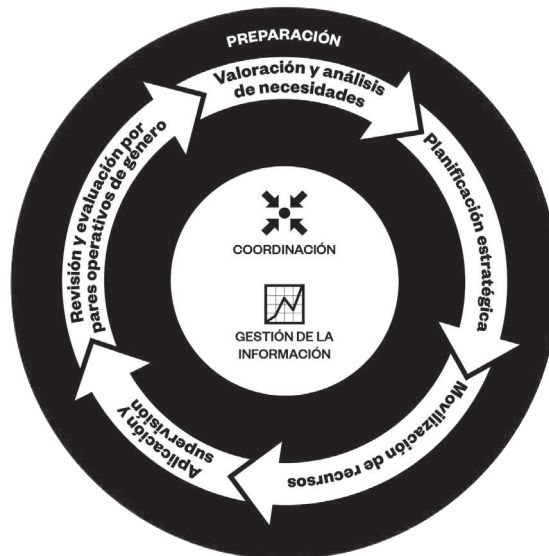 PREPARACIÓN
Valoración y análisis
de necesidades
Planificación estratégica
Movilización de recursos
Aplicación y
supervisión
Revisión y evaluación por
pares operativos de género
COORDINACIÓN
GESTIÓN DE LA
INFORMACIÓN